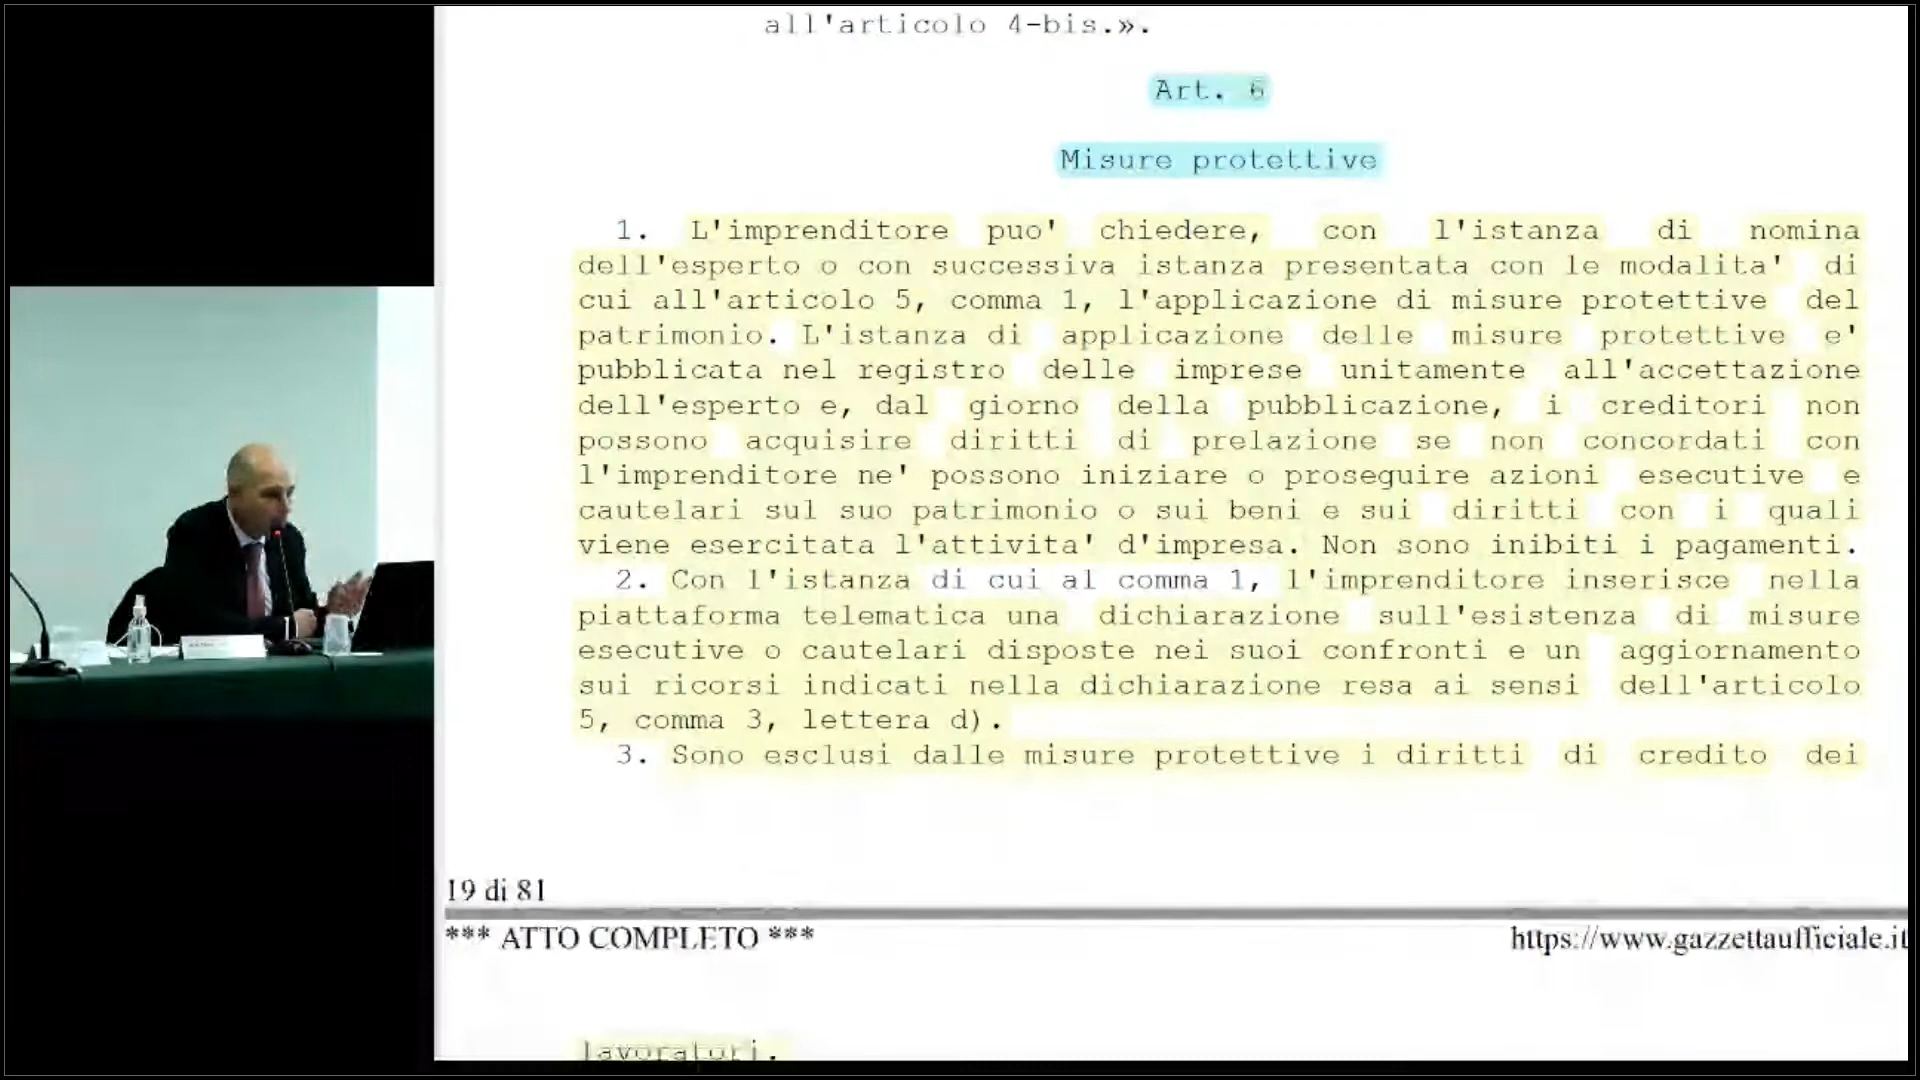 all'articolo 4-bis.».
Art. 6
Misure protettive
1. L'imprenditore puo' chiedere, con l'istanza di nomina
dell'esperto o con successiva istanza presentata con le modalita' di
cui all'articolo 5, comma 1, l'applicazione di misure protettive del
patrimonio. L'istanza di applicazione delle misure protettive e'
pubblicata nel registro delle imprese unitamente all'accettazione
dell'esperto e, dal giorno della pubblicazione, i creditori non
possono acquisire diritti di prelazione se non concordati con
l'imprenditore ne' possono iniziare o proseguire azioni esecutive e
cautelari sul suo patrimonio o sui beni e sui diritti con i quali
viene esercitata l'attivita' d'impresa. Non sono inibiti i pagamenti.
2. Con l'istanza di cui al comma 1, l'imprenditore inserisce nella
piattaforma telematica una dichiarazione sull'esistenza di misure
esecutive o cautelari disposte nei suoi confronti e un aggiornamento
sui ricorsi indicati nella dichiarazione resa ai sensi dell'articolo
5, comma 3, lettera d).
3. Sono esclusi dalle misure protettive i diritti di credito dei
19 di 81
*** ATTO COMPLETO ***
https://www.gazzettaufficiale.it
lavoratori.